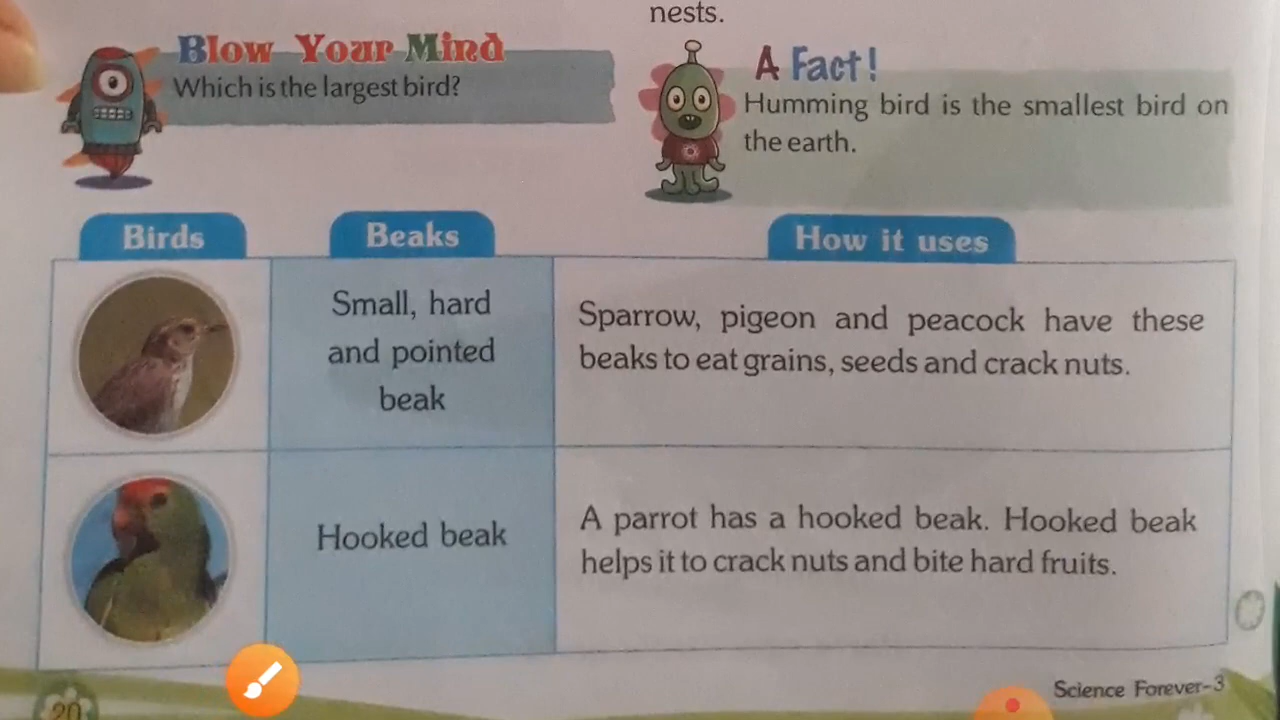 nests.
Blow Your Mind
Which is the largest bird?
A Fact!
Humming bird is the smallest bird on
the earth.
Birds
Beaks
How it uses
Small, hard
and pointed
beak
Sparrow, pigeon and peacock have these
beaks to eat grains, seeds and crack nuts.
Hooked beak
A parrot has a hooked beak. Hooked beak
helps it to crack nuts and bite hard fruits.
20
Science Forever-3